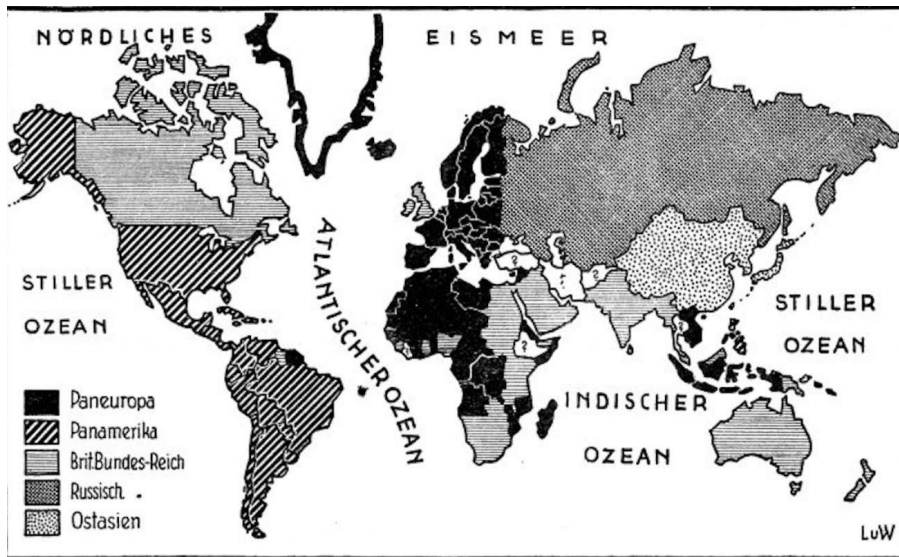 NÖRDLICHES EISMEER
ATLANTISCHER OZEAN
STILLER
OZEAN
STILLER
OZEAN
INDISCHER
OZEAN
?
?
?
?
?
Paneuropa
Panamerika
Brit.Bundes-Reich
Russisch.
Ostasien
LuW